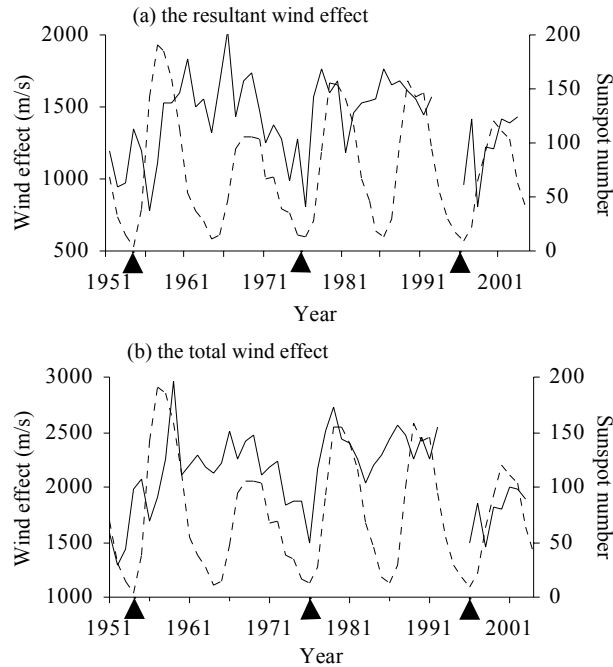 (a) the resultant wind effect
2000
1500
1000
500
Wind effect (m/s)
200
150
100
50
0
Sunspot number
1951 1961 1971 1981 1991 2001
Year
(b) the total wind effect
3000
2500
2000
1500
1000
Wind effect (m/s)
200
150
100
50
0
Sunspot number
1951 1961 1971 1981 1991 2001
Year